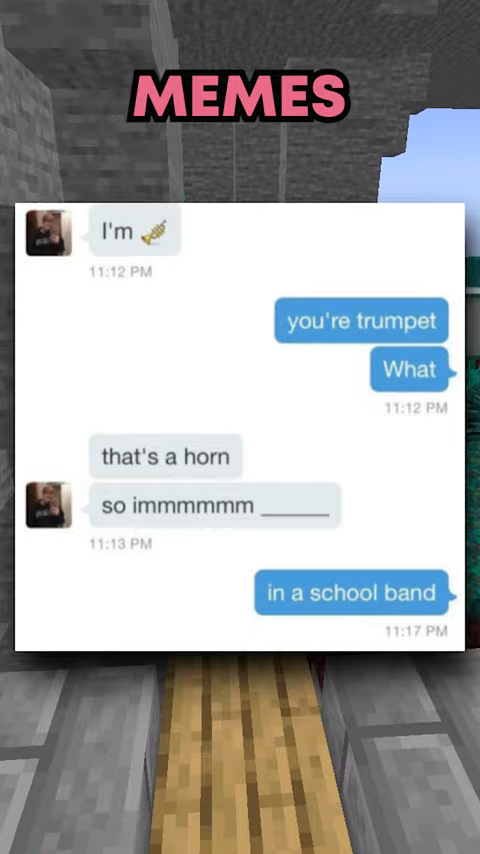 MEMES
I'm 🎺
11:12 PM
you're trumpet
What
11:12 PM
that's a horn
so immmmmm ______
11:13 PM
in a school band
11:17 PM